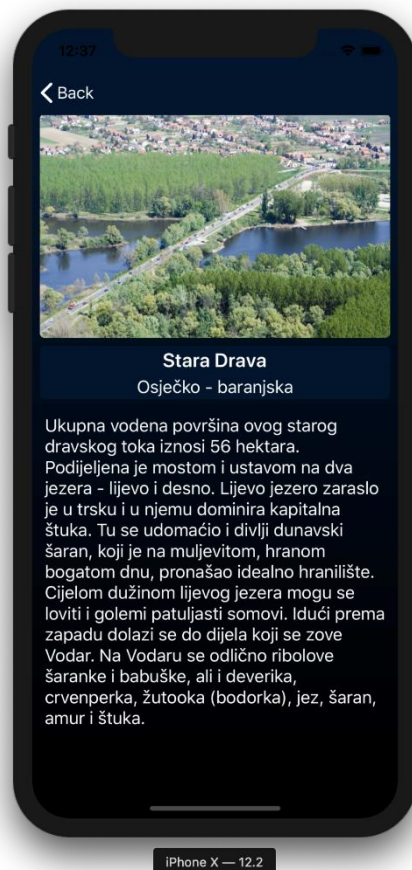 12:37
Back
Stara Drava
Osječko - baranjska
Ukupna vodena površina ovog starog
dravskog toka iznosi 56 hektara.
Podijeljena je mostom i ustavom na dva
jezera - lijevo i desno. Lijevo jezero zaraslo
je u trsku i u njemu dominira kapitalna
štuka. Tu se udomaćio i divlji dunavski
šaran, koji je na muljevitom, hranom
bogatom dnu, pronašao idealno hranilište.
Cijelom dužinom lijevog jezera mogu se
loviti i golemi patuljasti somovi. Idući prema
zapadu dolazi se do dijela koji se zove
Vodar. Na Vodaru se odlično ribolove
šaranke i babuške, ali i deverika,
crvenperka, žutooka (bodorka), jez, šaran,
amur i štuka.
iPhone X — 12.2